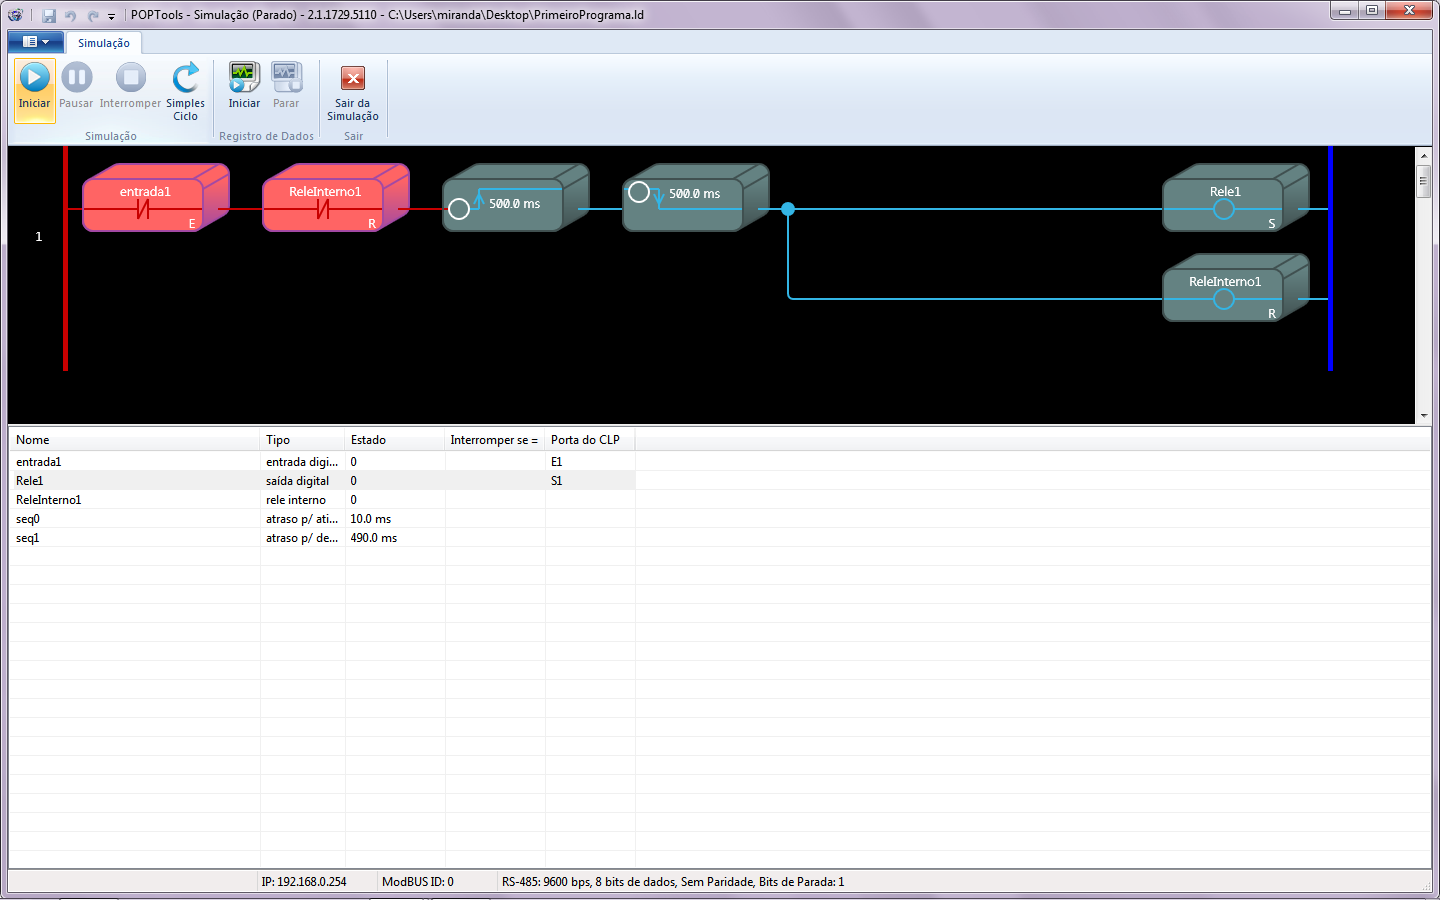 POPTools - Simulação (Parado) - 2.1.1729.5110 - C:\Users\miranda\Desktop\PrimeiroPrograma.ld
Simulação
Iniciar Pausar Interromper Simples Ciclo Iniciar Parar Sair da Simulação
Simulação Registro de Dados Sair
1
entrada1
E
ReleInterno1
R
500.0 ms
500.0 ms
Rele1
S
ReleInterno1
R
Nome Tipo Estado Interromper se = Porta do CLP
entrada1 entrada digi... 0 E1
Rele1 saída digital 0 S1
ReleInterno1 rele interno 0
seq0 atraso p/ ati... 10.0 ms
seq1 atraso p/ de... 490.0 ms
IP: 192.168.0.254 ModBUS ID: 0 RS-485: 9600 bps, 8 bits de dados, Sem Paridade, Bits de Parada: 1